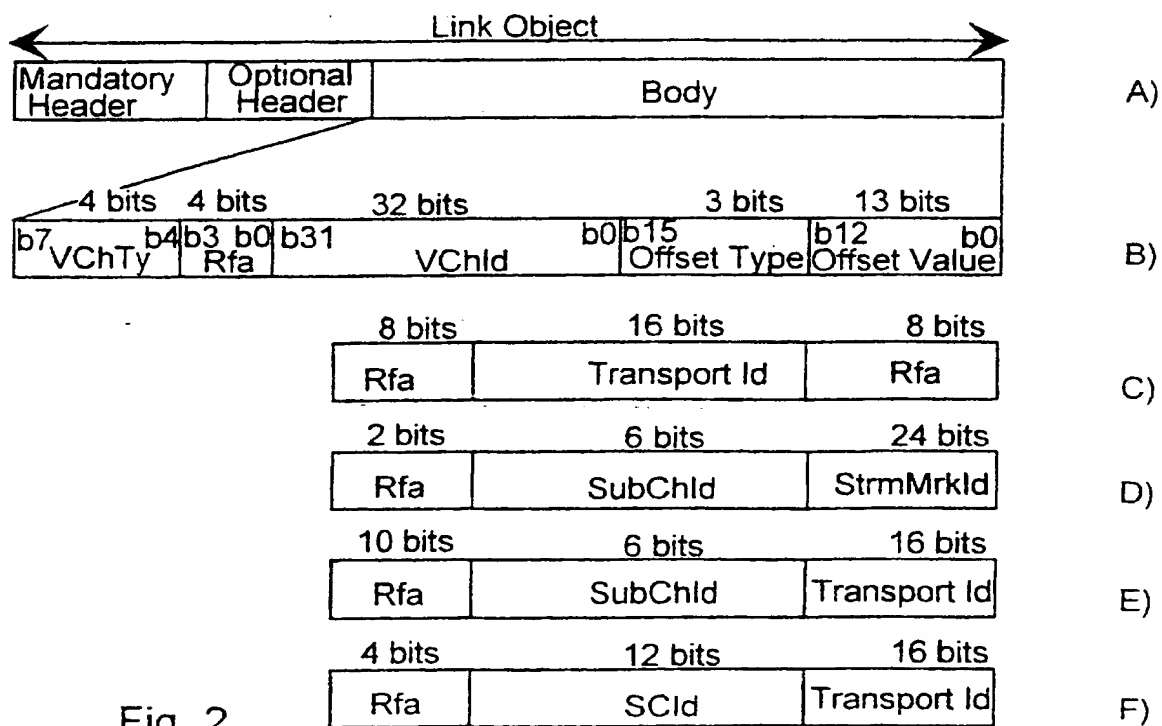 Link Object
Mandatory Header Optional Header Body A)
4 bits 4 bits 32 bits 3 bits 13 bits
b7 VChTy b4 b3 Rfa b0 b31 VChId b0 b15 Offset Type b12 Offset Value b0 B)
8 bits 16 bits 8 bits
Rfa Transport Id Rfa C)
2 bits 6 bits 24 bits
Rfa SubChId StrmMrkId D)
10 bits 6 bits 16 bits
Rfa SubChId Transport Id E)
4 bits 12 bits 16 bits
Rfa SCId Transport Id F)
Fig. 2